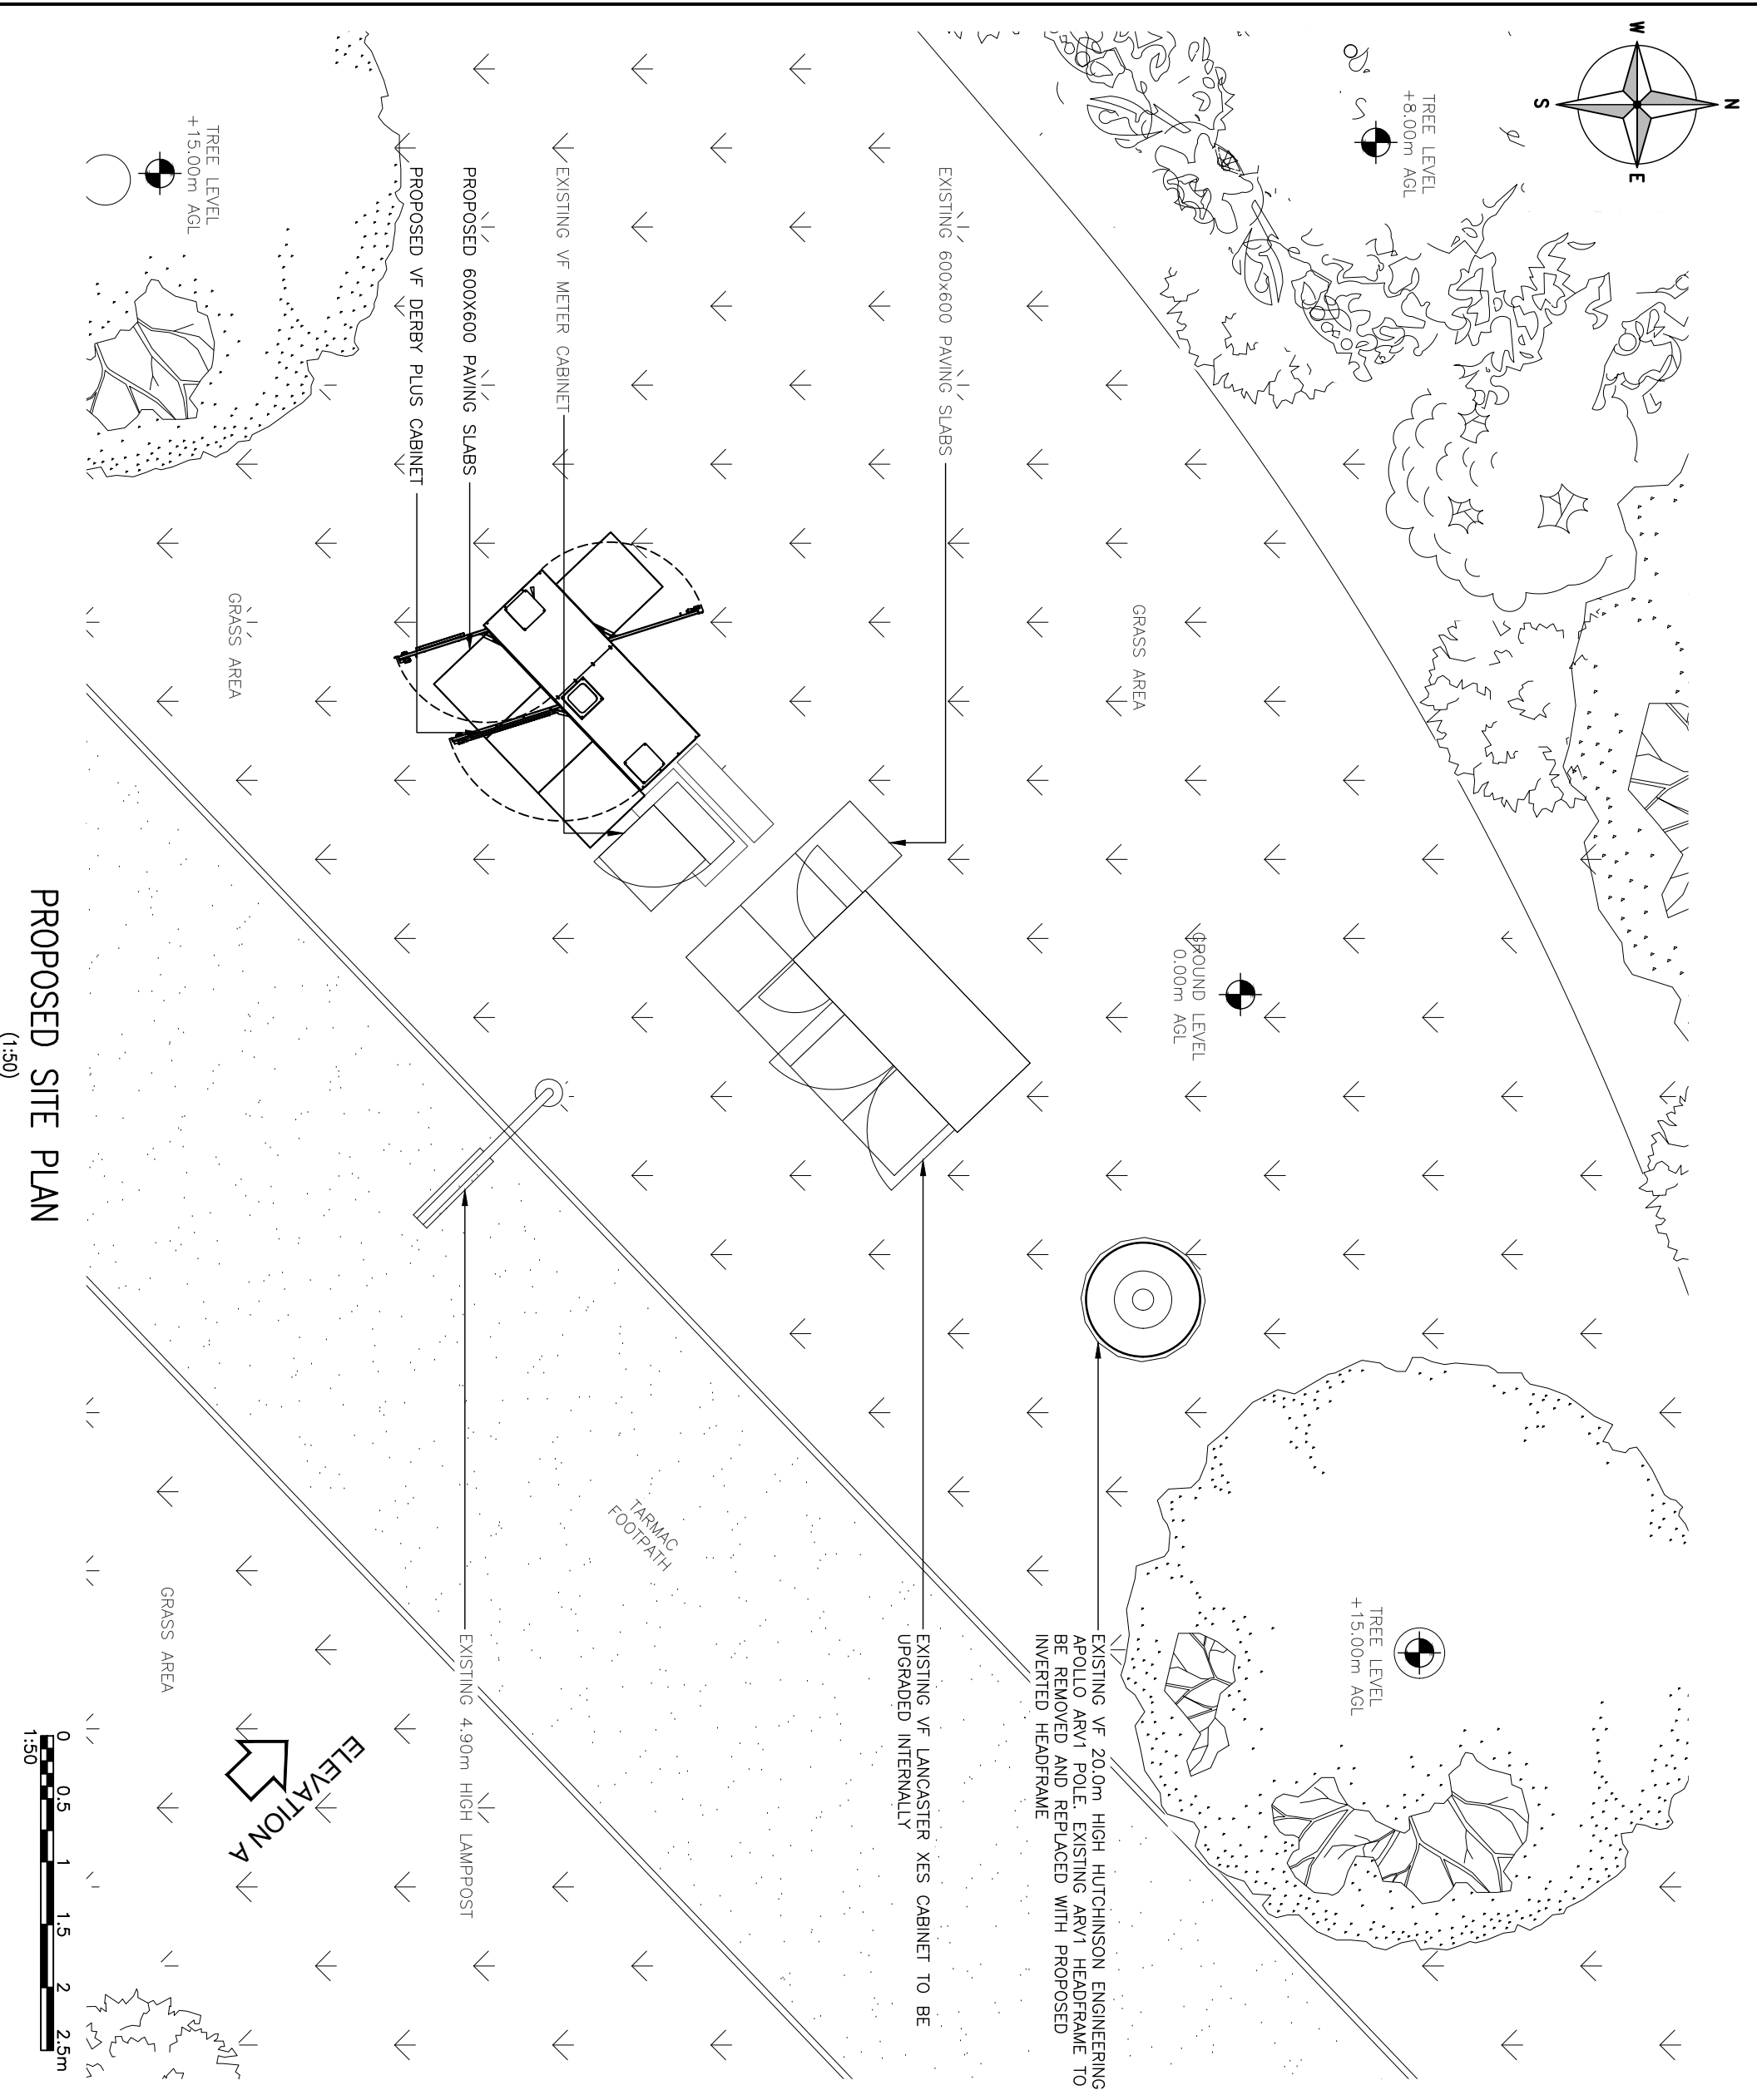 N
W
E
S
TREE LEVEL
+8.00m AGL
TREE LEVEL
+15.00m AGL
EXISTING 600x600 PAVING SLABS
EXISTING VF METER CABINET
PROPOSED 600X600 PAVING SLABS
PROPOSED VF DERBY PLUS CABINET
GRASS AREA
GRASS AREA
GROUND LEVEL
0.00m AGL
TREE LEVEL
+15.00m AGL
EXISTING VF 20.0m HIGH HUTCHINSON ENGINEERING
APOLLO ARV1 POLE. EXISTING ARV1 HEADFRAME TO
BE REMOVED AND REPLACED WITH PROPOSED
INVERTED HEADFRAME
EXISTING VF LANCASTER XES CABINET TO BE
UPGRADED INTERNALLY
TARMAC
FOOTPATH
EXISTING 4.90m HIGH LAMPPOST
GRASS AREA
ELEVATION A
PROPOSED SITE PLAN
(1:50)
0 0.5 1 1.5 2 2.5m
1:50